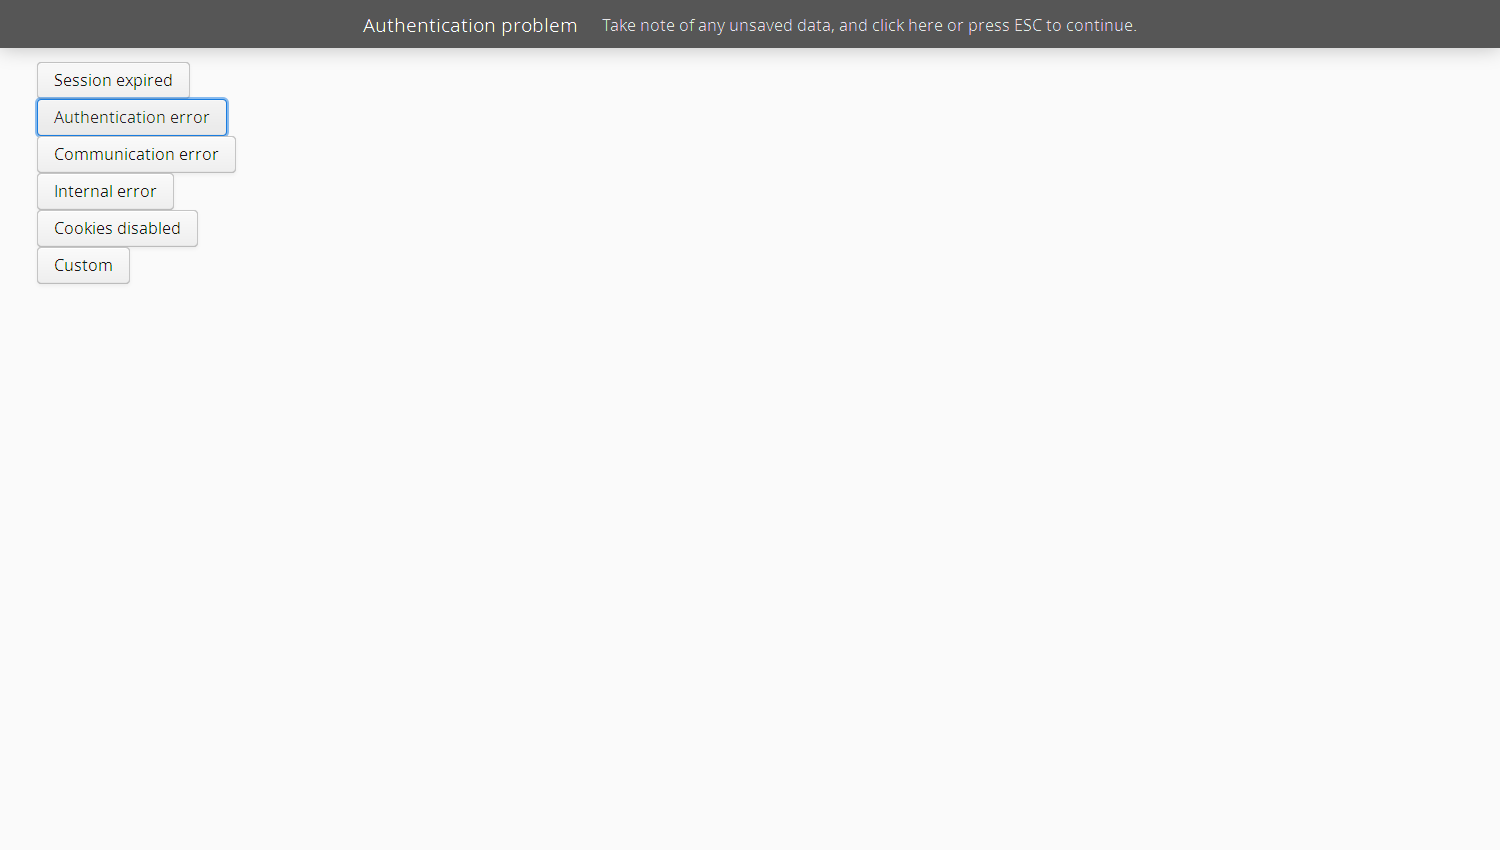 Authentication problem Take note of any unsaved data, and click here or press ESC to continue.
Session expired
Authentication error
Communication error
Internal error
Cookies disabled
Custom